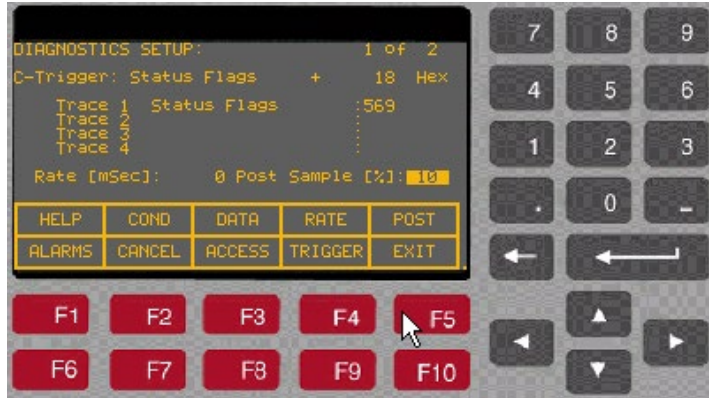 DIAGNOSTICS SETUP: 1 of 2
C-Trigger: Status Flags + 18 Hex
Trace 1 Status Flags :569
Trace 2 :
Trace 3 :
Trace 4 :
Rate [mSec]: 0 Post Sample [%]: 10
HELP COND DATA RATE POST
ALARMS CANCEL ACCESS TRIGGER EXIT
F1 F2 F3 F4 F5
F6 F7 F8 F9 F10
7 8 9
4 5 6
1 2 3
. 0 -